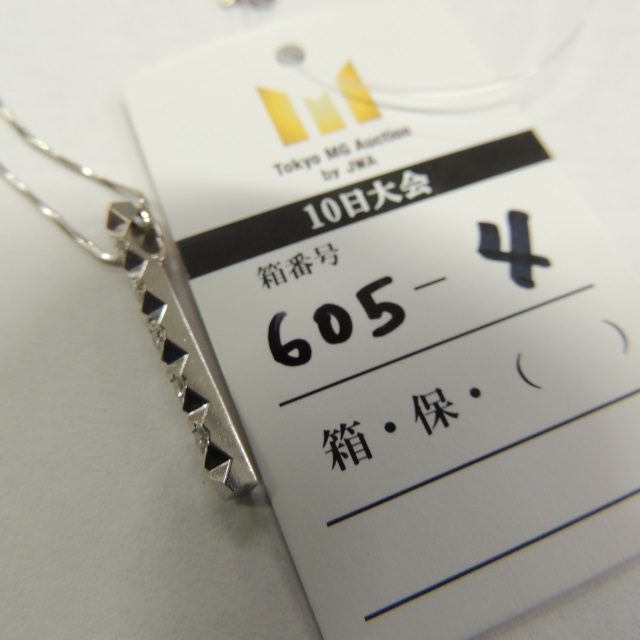 Tokyo MG Auction
by JWA
10日大会
箱番号
605-4
箱・保・（　）